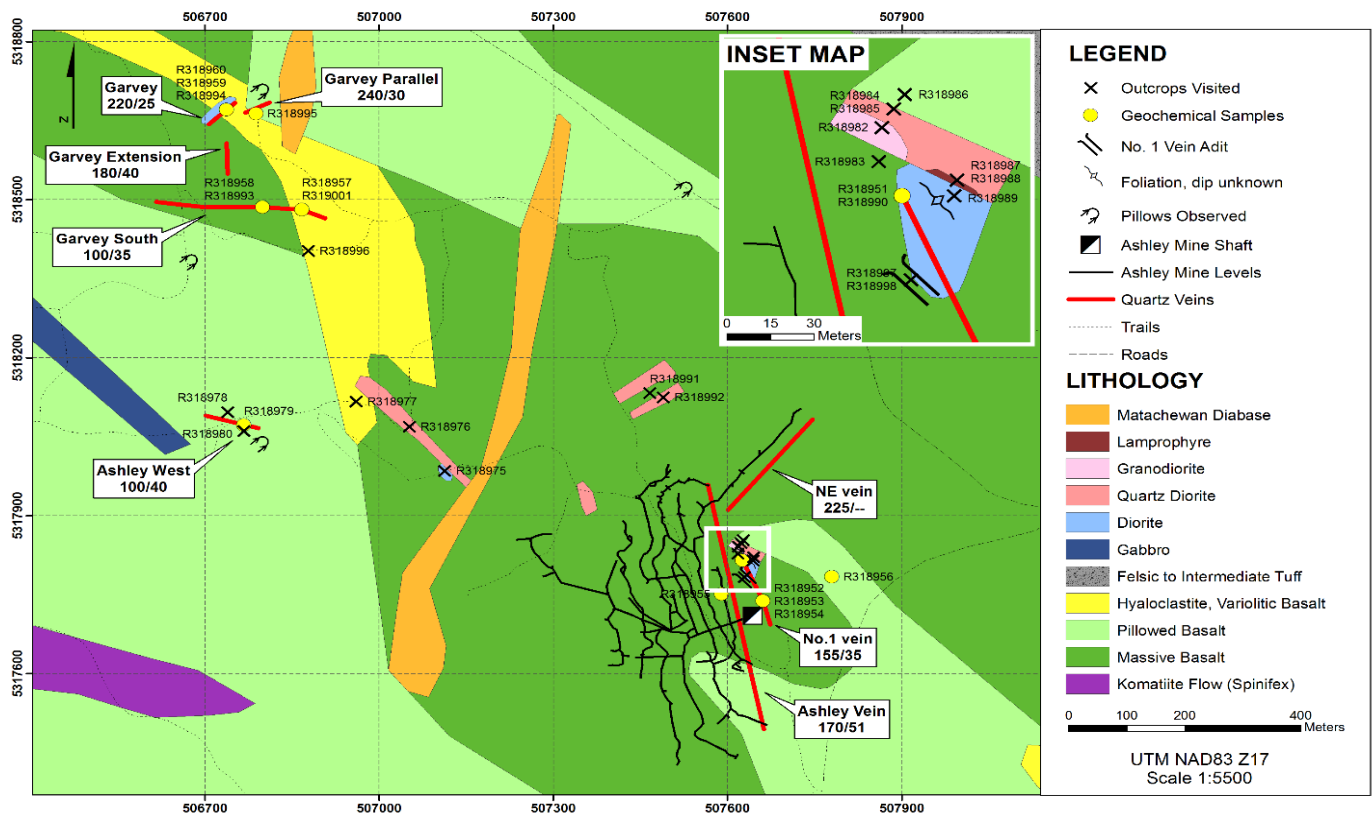 506700
507000
507300
507600
507900
5318800
5318500
5318200
5317900
5317600
N
R318960
R318959
R318994
Garvey
220/25
Garvey Parallel
240/30
R318995
Garvey Extension
180/40
R318958
R318993
R318957
R319001
Garvey South
100/35
R318996
R318978
R318979
R318980
Ashley West
100/40
R318977
R318976
R318975
R318991
R318992
NE vein
225/--
R318956
R318955
R318952
R318953
R318954
No.1 vein
155/35
Ashley Vein
170/51
INSET MAP
R318984
R318986
R318985
R318982
R318983
R318987
R318988
R318951
R318990
R318989
R318997
R318998
0 15 30
Meters
506700
507000
507300
507600
507900
LEGEND
Outcrops Visited
Geochemical Samples
No. 1 Vein Adit
Foliation, dip unknown
Pillows Observed
Ashley Mine Shaft
Ashley Mine Levels
Quartz Veins
Trails
Roads
LITHOLOGY
Matachewan Diabase
Lamprophyre
Granodiorite
Quartz Diorite
Diorite
Gabbro
Felsic to Intermediate Tuff
Hyaloclastite, Variolitic Basalt
Pillowed Basalt
Massive Basalt
Komatiite Flow (Spinifex)
0 100 200 400
Meters
UTM NAD83 Z17
Scale 1:5500